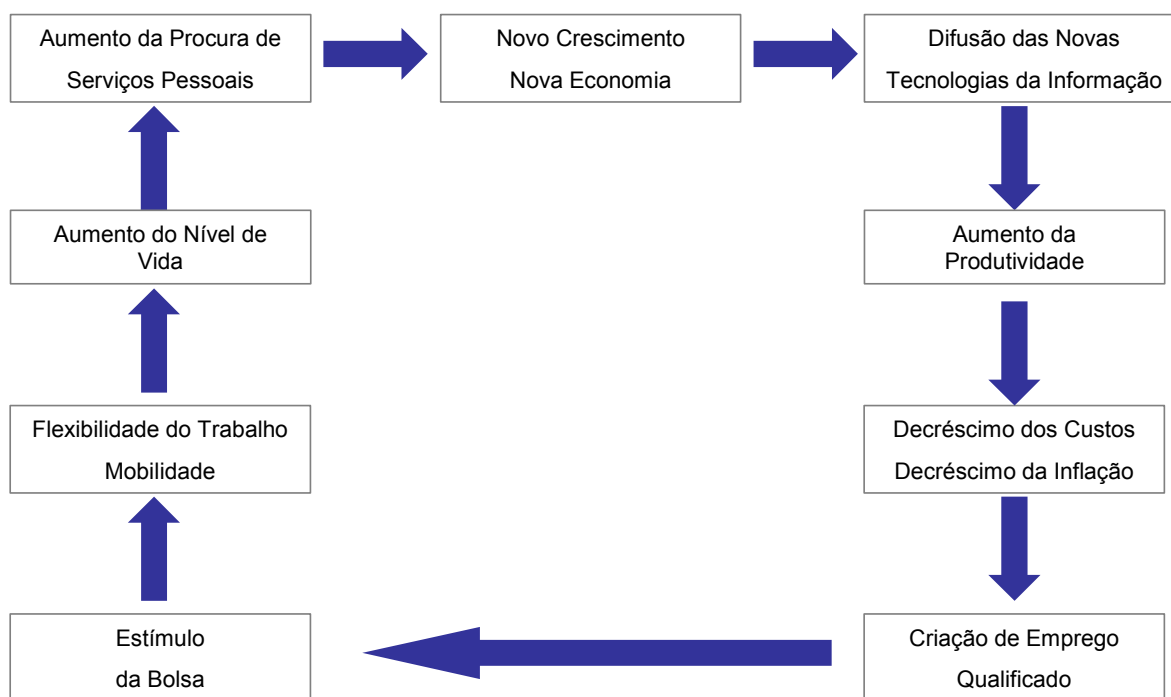 Aumento da Procura de
Serviços Pessoais
Novo Crescimento
Nova Economia
Difusão das Novas
Tecnologias da Informação
Aumento do Nível de
Vida
Aumento da
Produtividade
Flexibilidade do Trabalho
Mobilidade
Decréscimo dos Custos
Decréscimo da Inflação
Estímulo
da Bolsa
Criação de Emprego
Qualificado